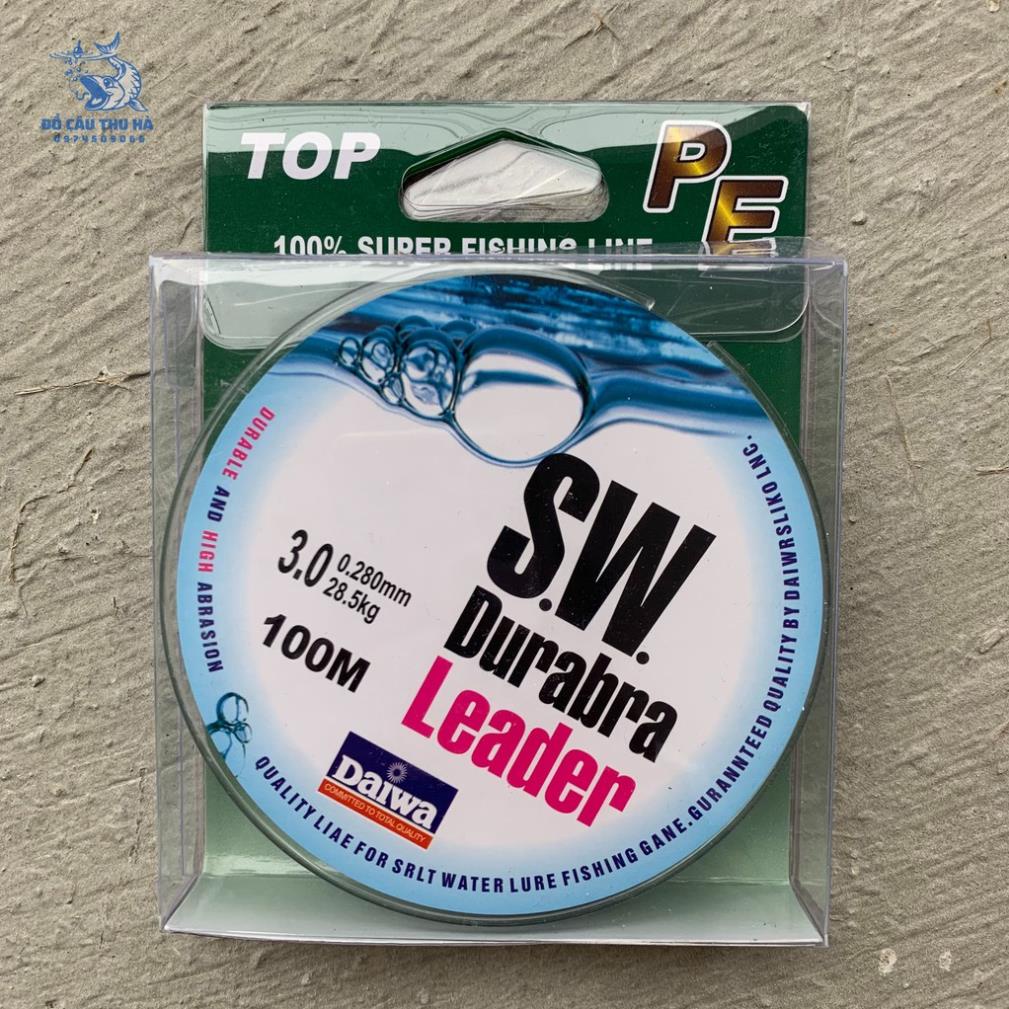 ĐỒ CÂU THU HÀ
0974509066
TOP
PE
100% SUPER FISHING LINE
DURABLE AND HIGH ABRASION
S.W.
Durabra
Leader
3.0
0.280mm
28.5kg
100M
Daiwa
COMMITTED TO TOTAL QUALITY
QUALITY LIAE FOR SRLT WATER LURE FISHING GANE.GURANNTEED QUALITY BY DAIWRSLIKO LNC.